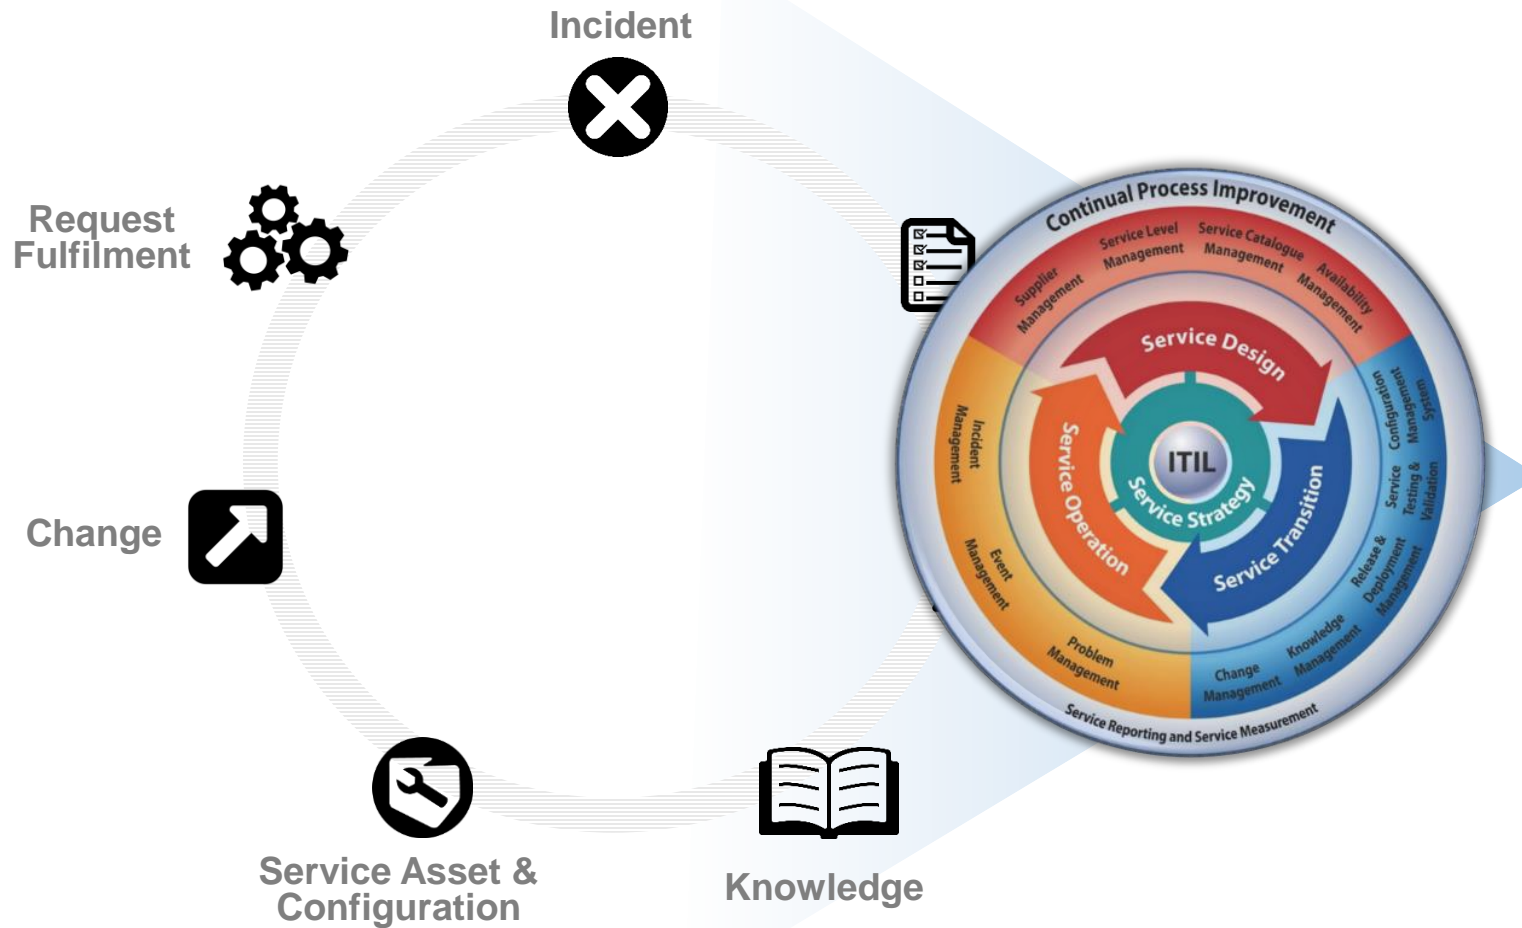 Incident
Request
Fulfilment
Change
Service Asset &
Configuration
Knowledge
Continual Process Improvement
Supplier
Management
Service Level
Management
Service Catalogue
Management
Availability
Management
Configuration
Management
System
Service
Testing &
Validation
Release &
Deployment
Management
Knowledge
Management
Change
Management
Problem
Management
Event
Management
Incident
Management
Service Design
Service Transition
Service Operation
Service Strategy
ITIL
Service Reporting and Service Measurement